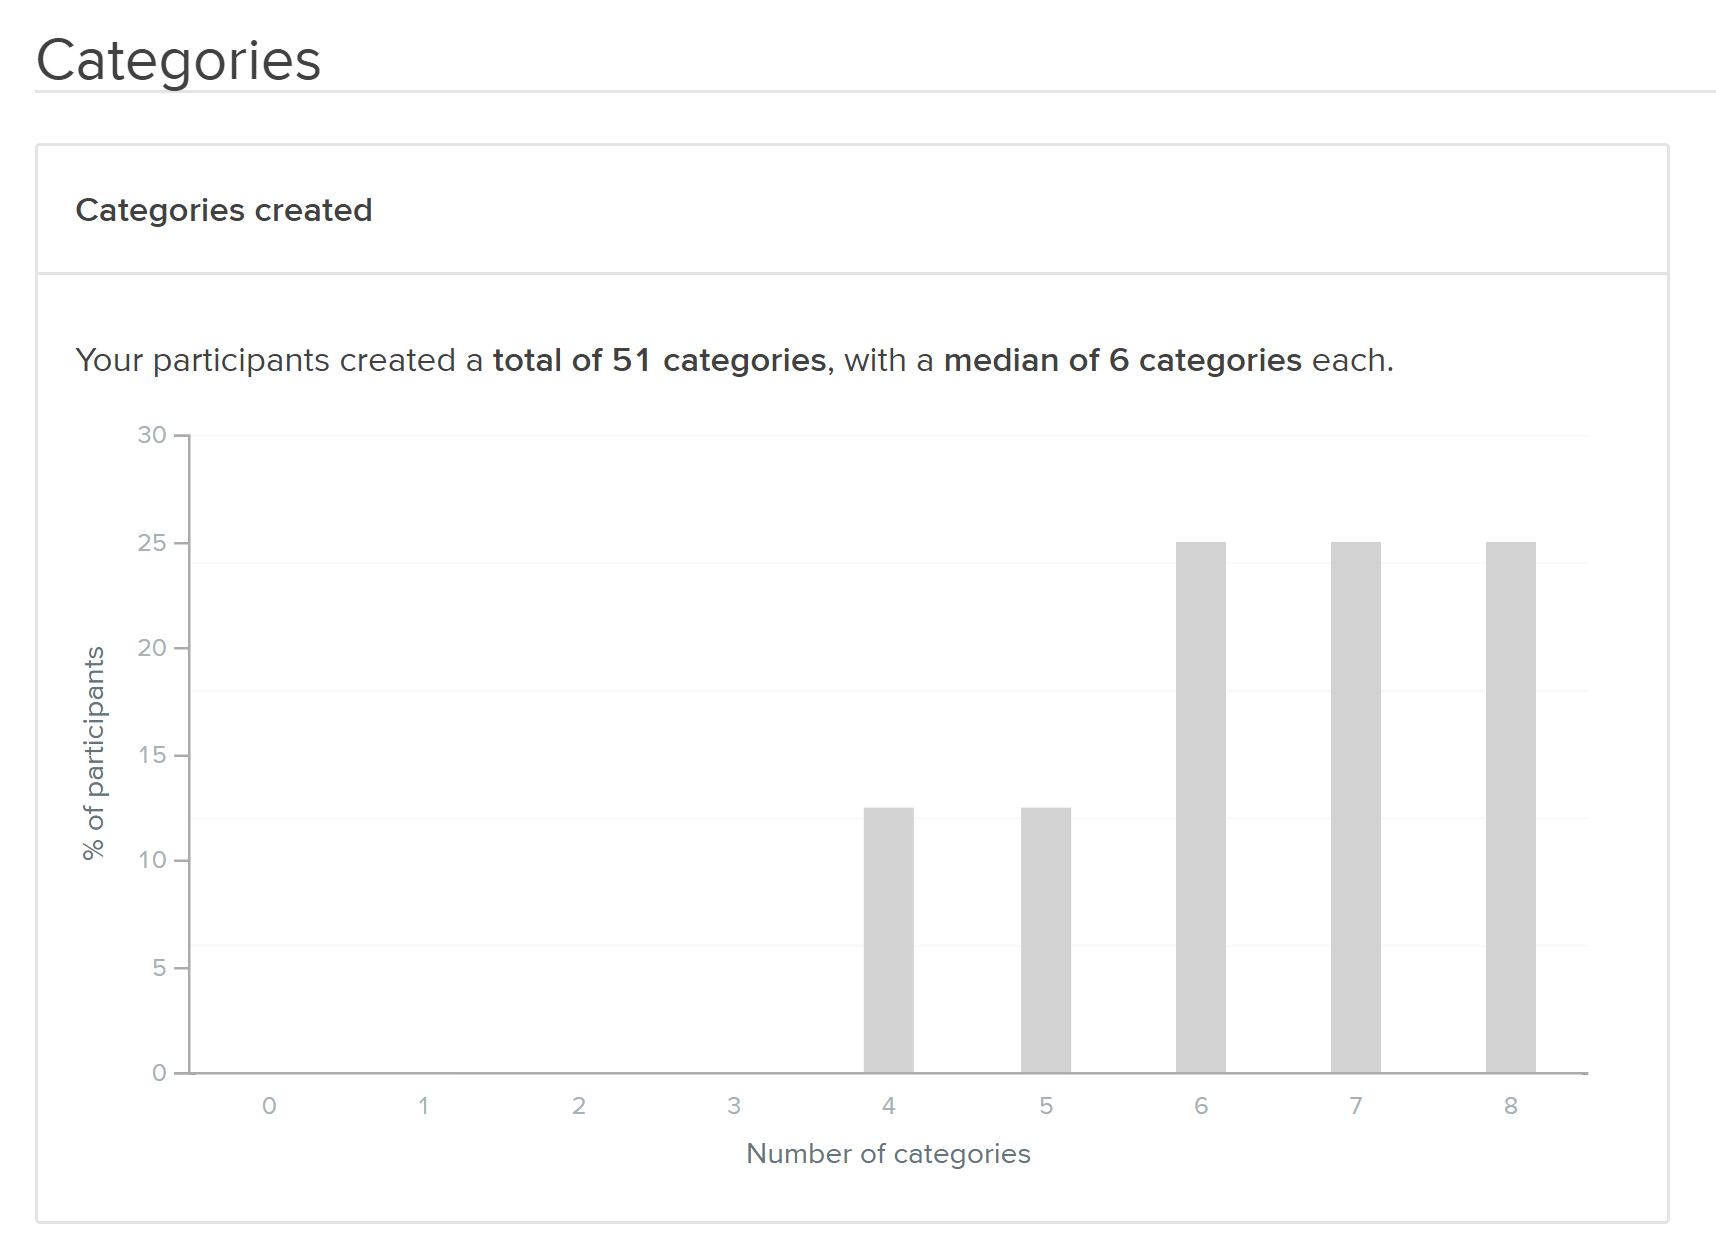 Categories
Categories created
Your participants created a total of 51 categories, with a median of 6 categories each.
30
25
20
15
10
5
0
% of participants
0 1 2 3 4 5 6 7 8
Number of categories